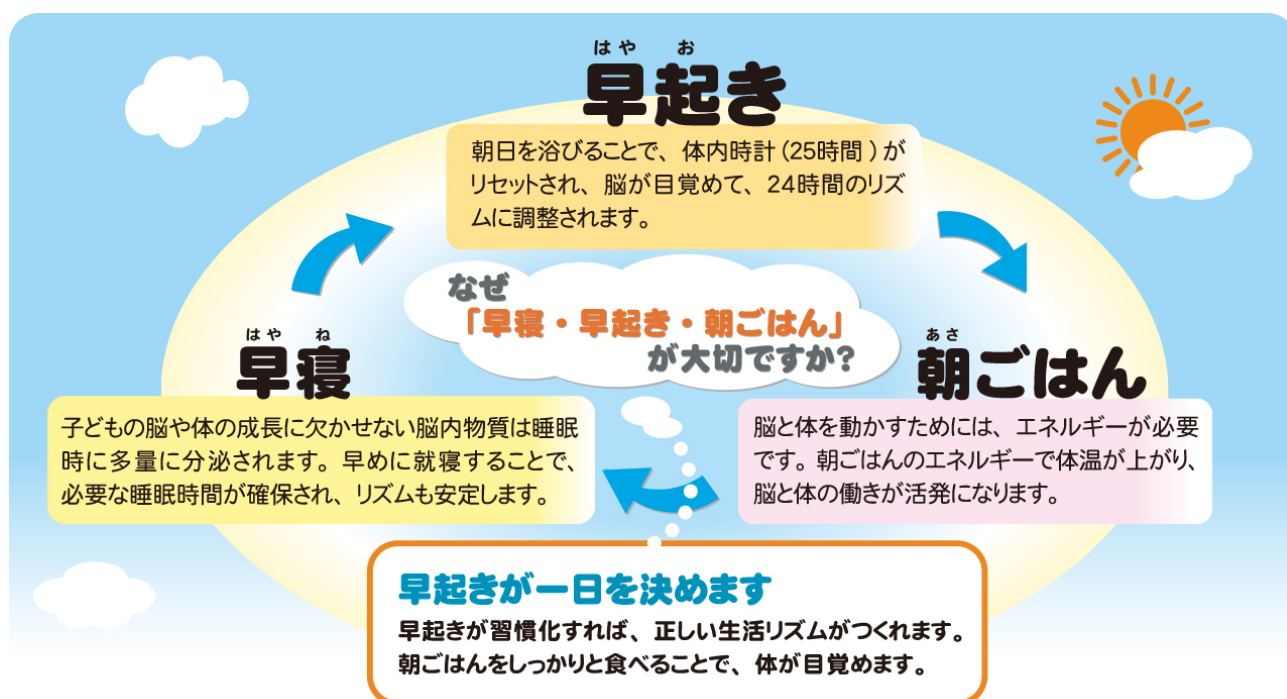 はや お
早起き
朝日を浴びることで、体内時計(25時間)が
リセットされ、脳が目覚めて、24時間のリズ
ムに調整されます。
なぜ
「早寝・早起き・朝ごはん」
が大切ですか?
はや ね
早寝
子どもの脳や体の成長に欠かせない脳内物質は睡眠
時に多量に分泌されます。早めに就寝することで、
必要な睡眠時間が確保され、リズムも安定します。
あさ
朝ごはん
脳と体を動かすためには、エネルギーが必要
です。朝ごはんのエネルギーで体温が上がり、
脳と体の働きが活発になります。
早起きが一日を決めます
早起きが習慣化すれば、正しい生活リズムがつくれます。
朝ごはんをしっかりと食べることで、体が目覚めます。